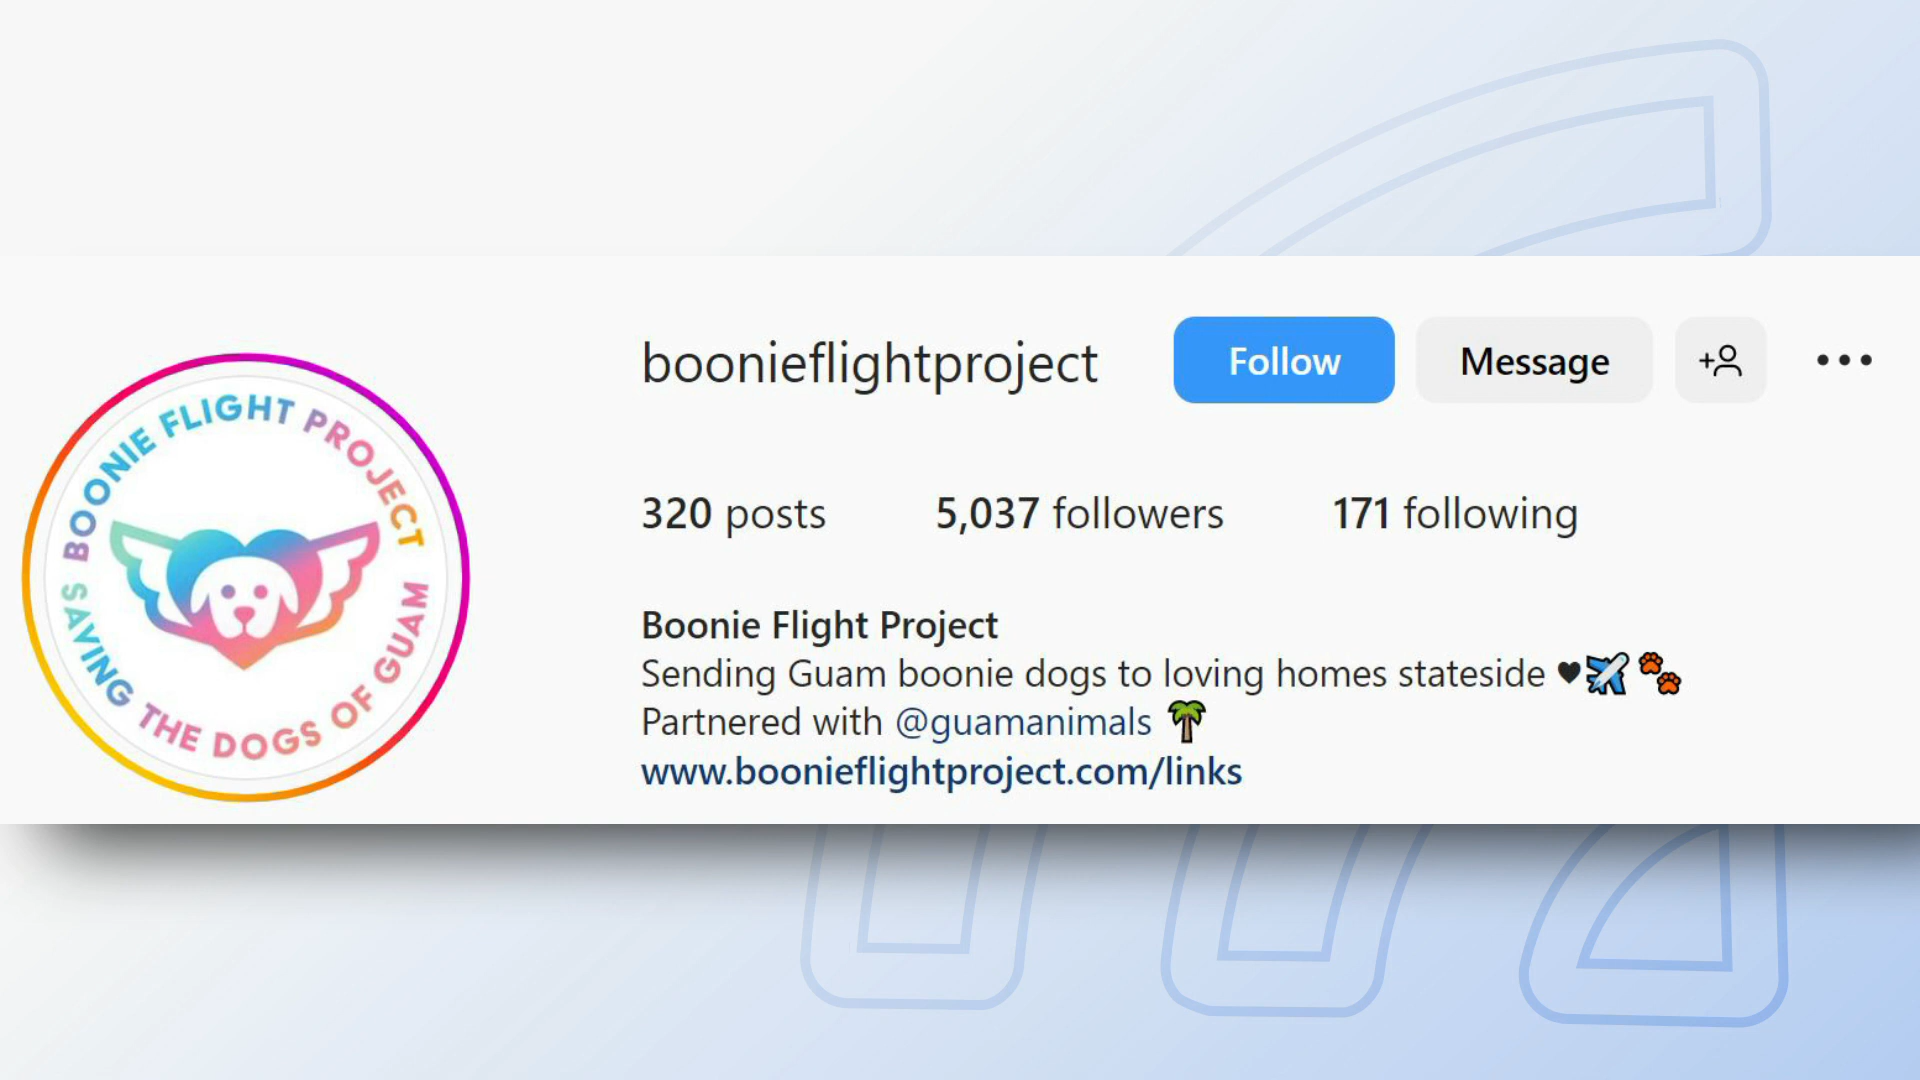 BOONIE FLIGHT PROJECT
SAVING THE DOGS OF GUAM
boonieflightproject
Follow
Message
320 posts
5,037 followers
171 following
Boonie Flight Project
Sending Guam boonie dogs to loving homes stateside ♥✈️🐾
Partnered with @guamanimals 🌴
www.boonieflightproject.com/links